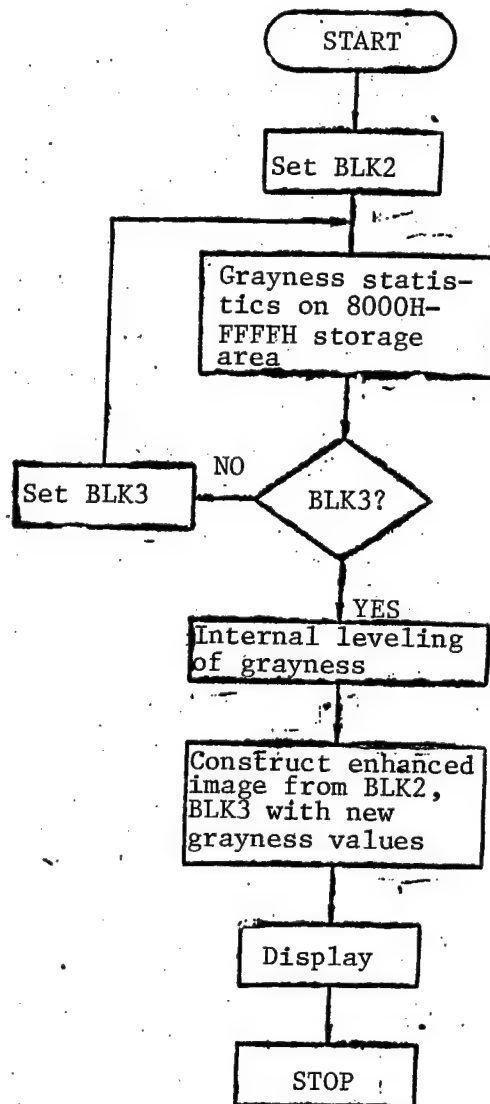 START
Set BLK2
Grayness statis-
tics on 8000H-
FFFFH storage
area
NO
Set BLK3
BLK3?
YES
Internal leveling
of grayness
Construct enhanced
image from BLK2,
BLK3 with new
grayness values
Display
STOP